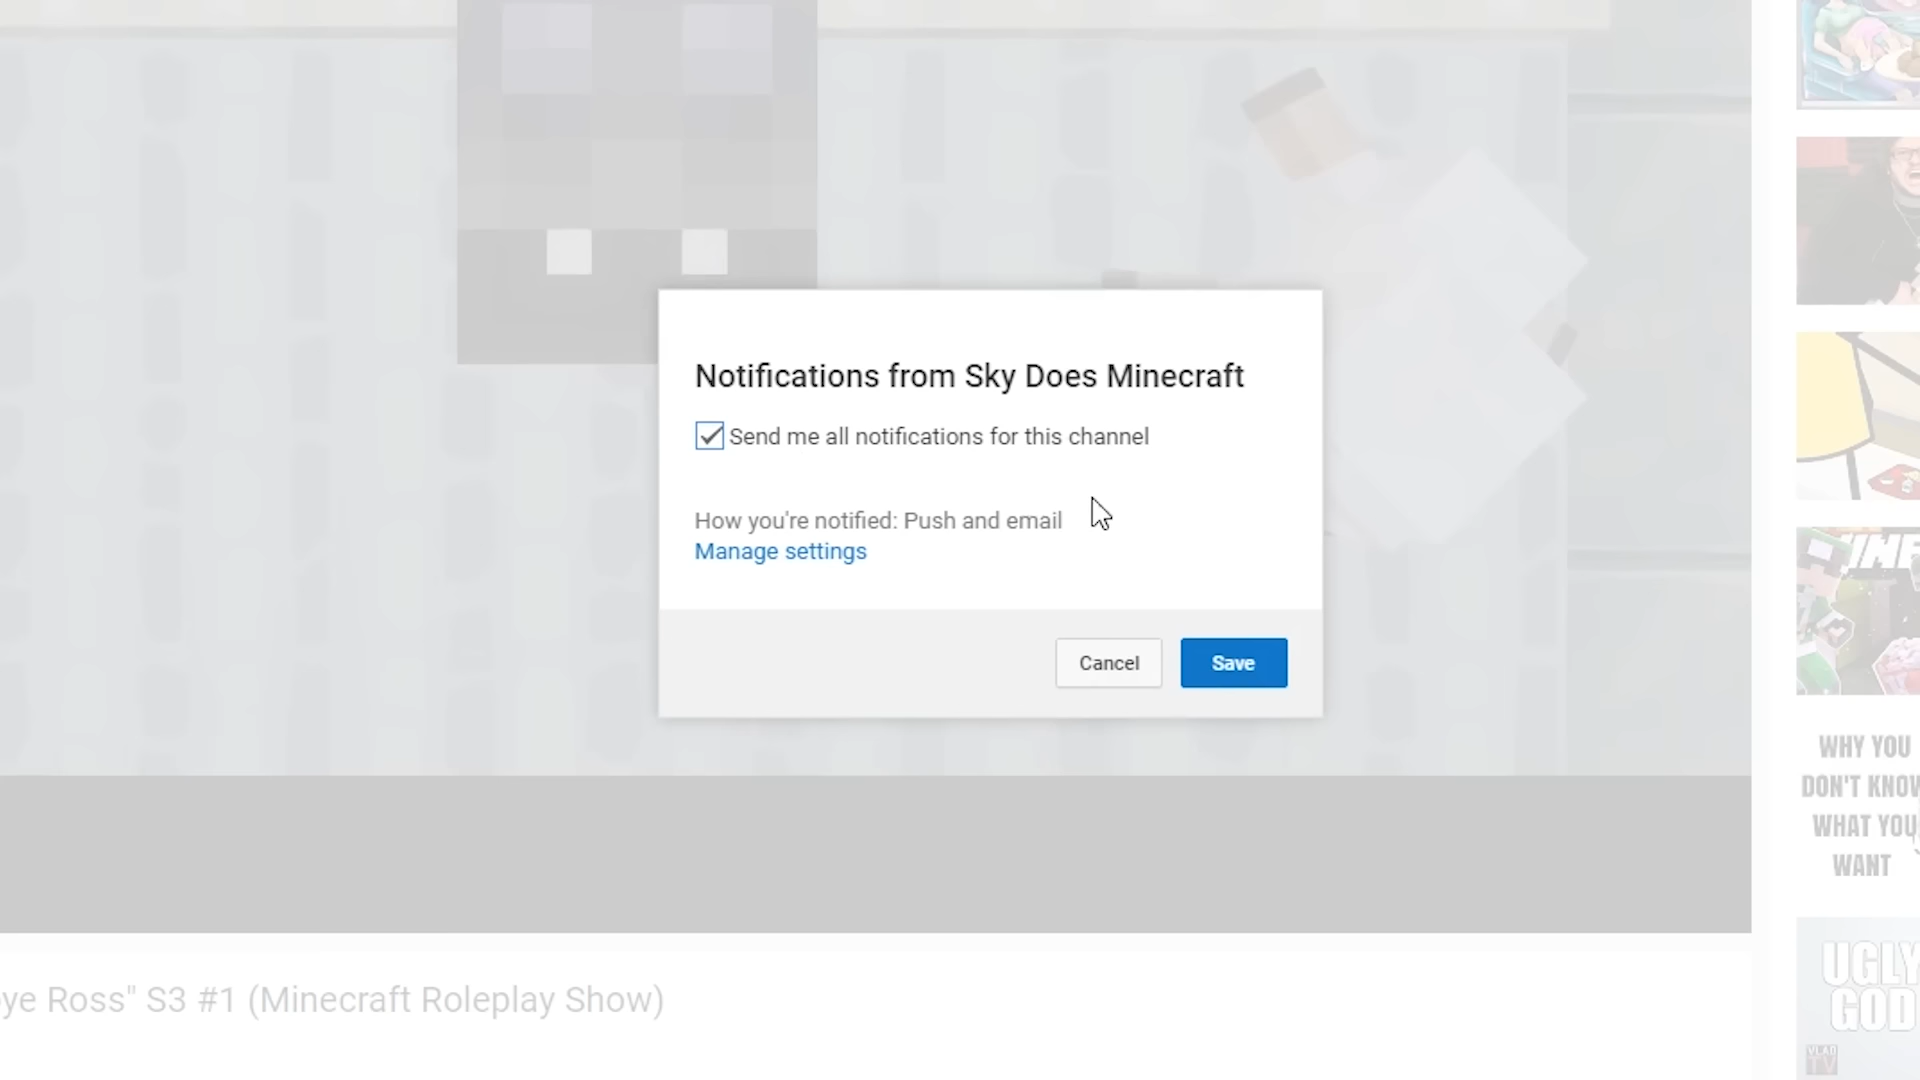 Notifications from Sky Does Minecraft
Send me all notifications for this channel
How you're notified: Push and email
Manage settings
Cancel
Save
ye Ross" S3 #1 (Minecraft Roleplay Show)
WHY YOU
DON'T KNOW
WHAT YOU
WANT
UGLY
GOD
VLAD
TV